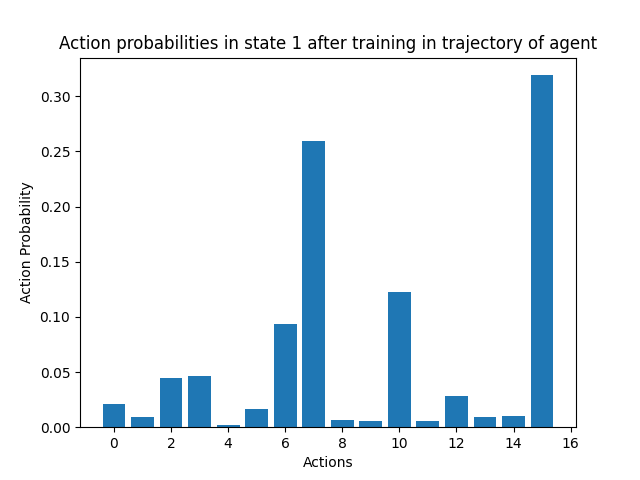 Action probabilities in state 1 after training in trajectory of agent
0.30
0.25
0.20
0.15
0.10
0.05
0.00
Action Probability
0 2 4 6 8 10 12 14 16
Actions